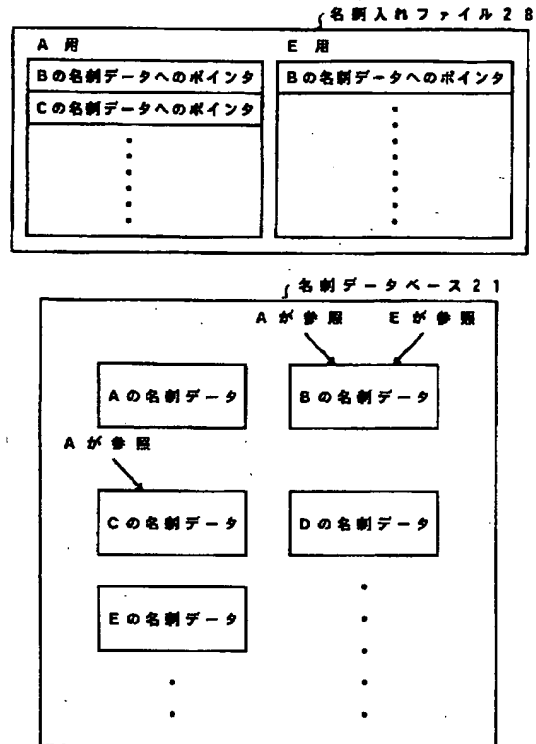 名刺入れファイル28
A用
E用
Bの名刺データへのポインタ
Bの名刺データへのポインタ
Cの名刺データへのポインタ
名刺データベース21
Aが参照
Eが参照
Aの名刺データ
Bの名刺データ
Aが参照
Cの名刺データ
Dの名刺データ
Eの名刺データ